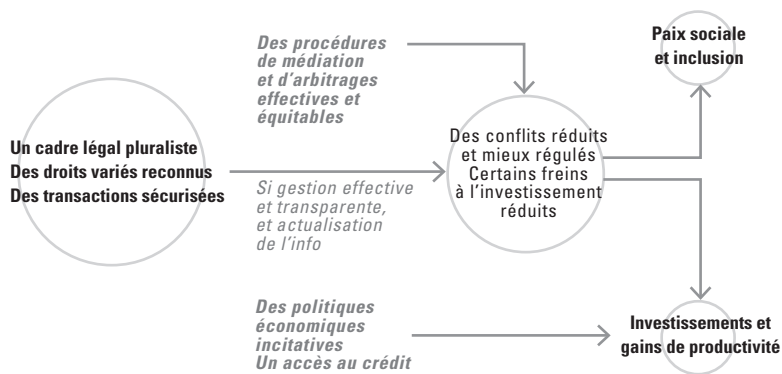 Des procédures
de médiation
et d'arbitrages
effectives et
équitables
Paix sociale
et inclusion
Un cadre légal pluraliste
Des droits variés reconnus
Des transactions sécurisées
Si gestion effective
et transparente,
et actualisation
de l'info
Des conflits réduits
et mieux régulés
Certains freins
à l'investissement
réduits
Des politiques
économiques
incitatives
Un accès au crédit
Investissements et
gains de productivité